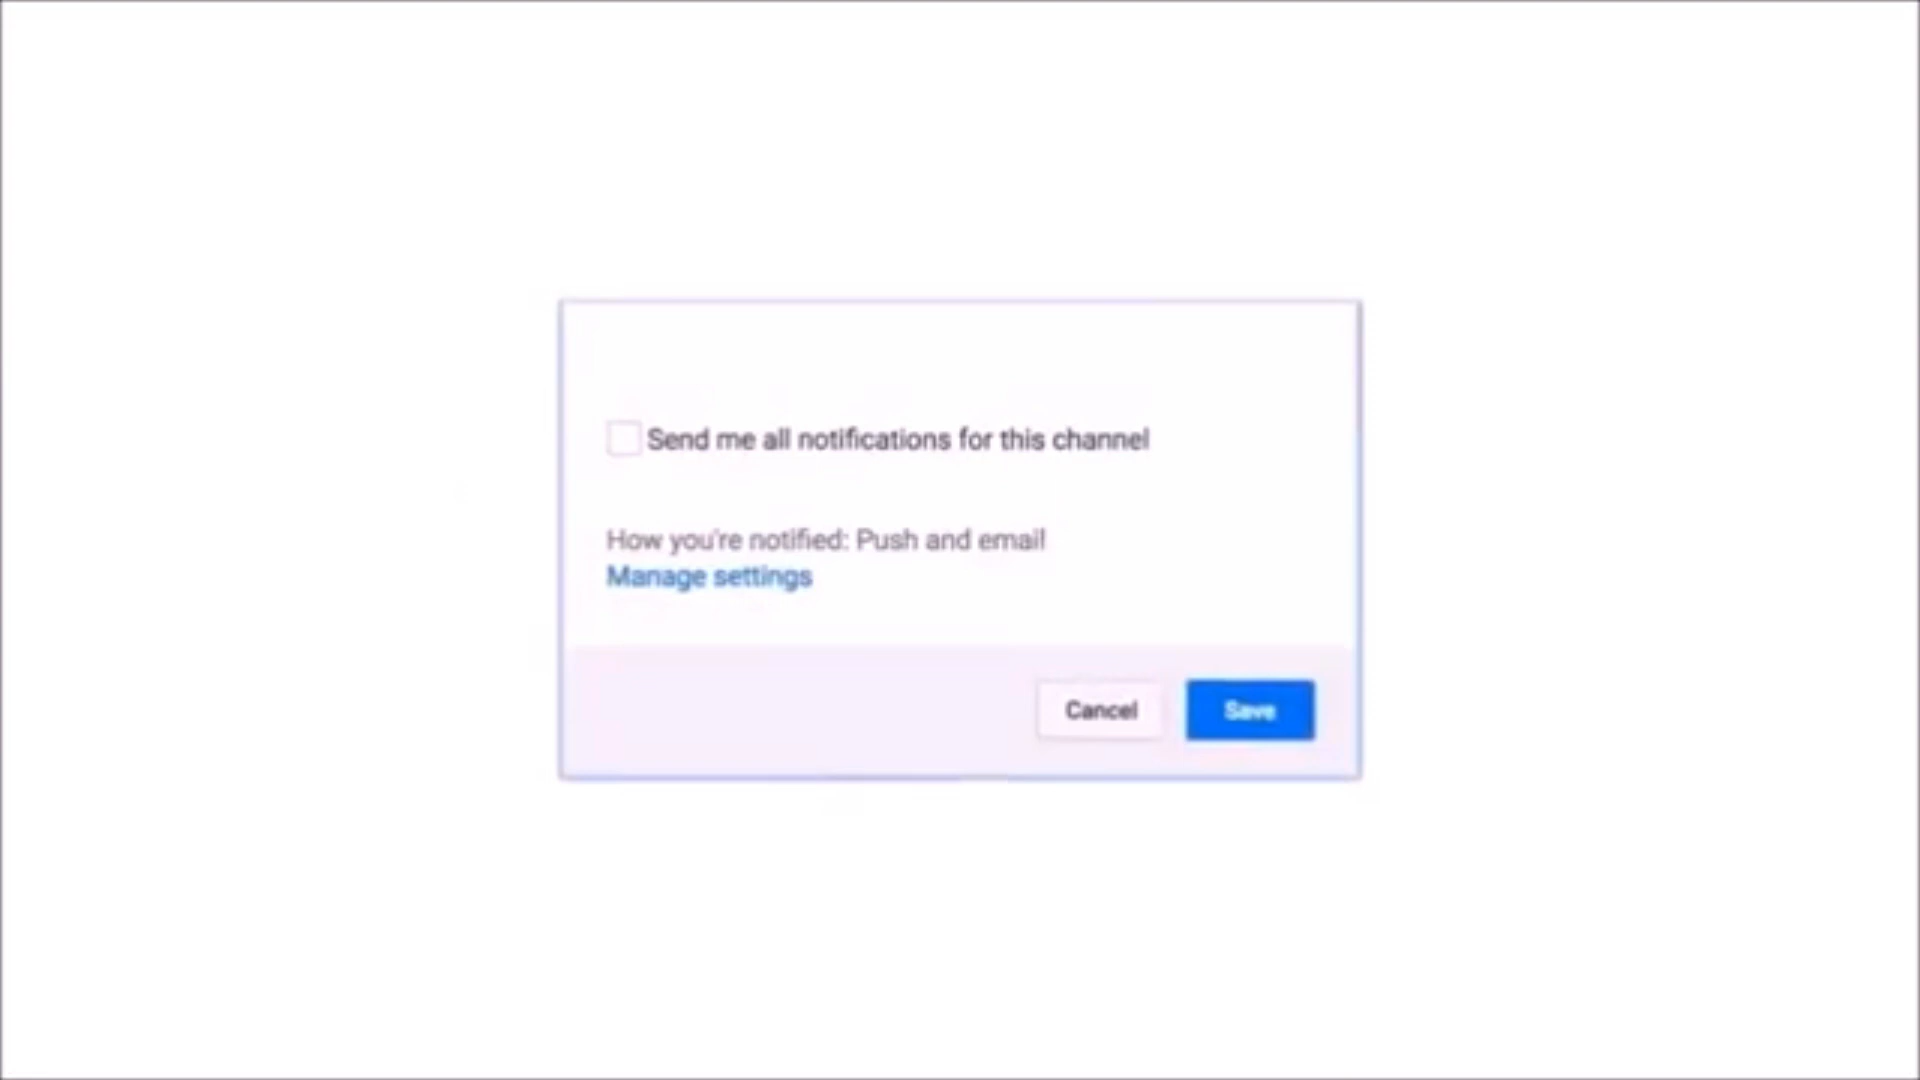 Send me all notifications for this channel
How you're notified: Push and email
Manage settings
Cancel
Save